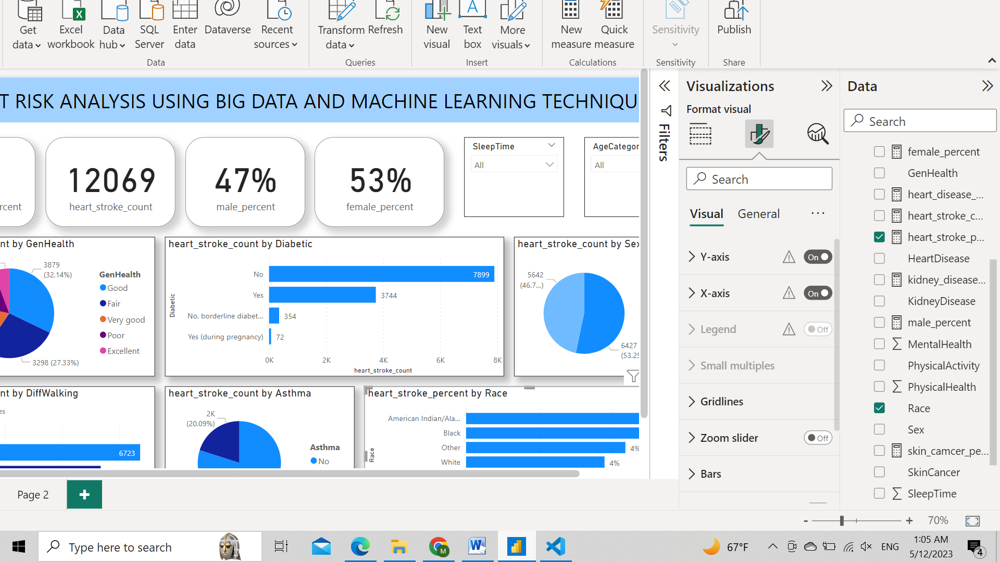 Get data
Excel workbook
Data hub
SQL Server
Enter data
Dataverse
Recent sources
Transform data
Refresh
New visual
Text box
More visuals
New measure
Quick measure
Sensitivity
Publish
Data
Queries
Insert
Calculations
Sensitivity
Share
T RISK ANALYSIS USING BIG DATA AND MACHINE LEARNING TECHNIQU
rcent
12069
heart_stroke_count
47%
male_percent
53%
female_percent
SleepTime
All
AgeCategor
All
nt by GenHealth
3879
(32.14%)
3298 (27.33%)
GenHealth
Good
Fair
Very good
Poor
Excellent
heart_stroke_count by Diabetic
Diabetic
No
7899
Yes
3744
No, borderline diabet...
354
Yes (during pregnancy)
72
0K 2K 4K 6K 8K
heart_stroke_count
heart_stroke_count by Sex
5642
(46.7...)
6427
(53.25
nt by DiffWalking
es
6723
heart_stroke_count by Asthma
2K
(20.09%)
Asthma
No
heart_stroke_percent by Race
Race
American Indian/Ala...
Black
Other
4%
White
4%
Page 2
Filters
Visualizations
Format visual
Search
Visual General ...
Y-axis On
X-axis On
Legend Off
Small multiples
Gridlines
Zoom slider Off
Bars
Data
Search
female_percent
GenHealth
heart_disease_...
heart_stroke_c...
heart_stroke_p...
HeartDisease
kidney_disease...
KidneyDisease
male_percent
MentalHealth
PhysicalActivity
PhysicalHealth
Race
Sex
skin_camcer_pe...
SkinCancer
SleepTime
- + 70%
Type here to search
67°F
ENG
1:05 AM
5/12/2023
4